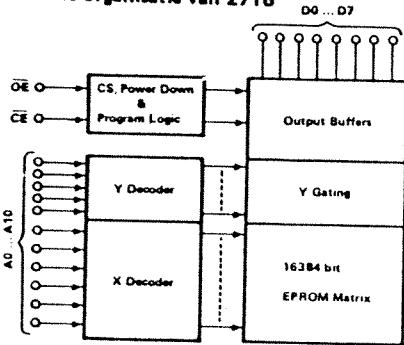 organisatie van 2716
D0 ... D7
OE
CE
CS, Power Down
&
Program Logic
Output Buffers
A0 ... A10
Y Decoder
Y Gating
X Decoder
16384 bit
EPROM Matrix